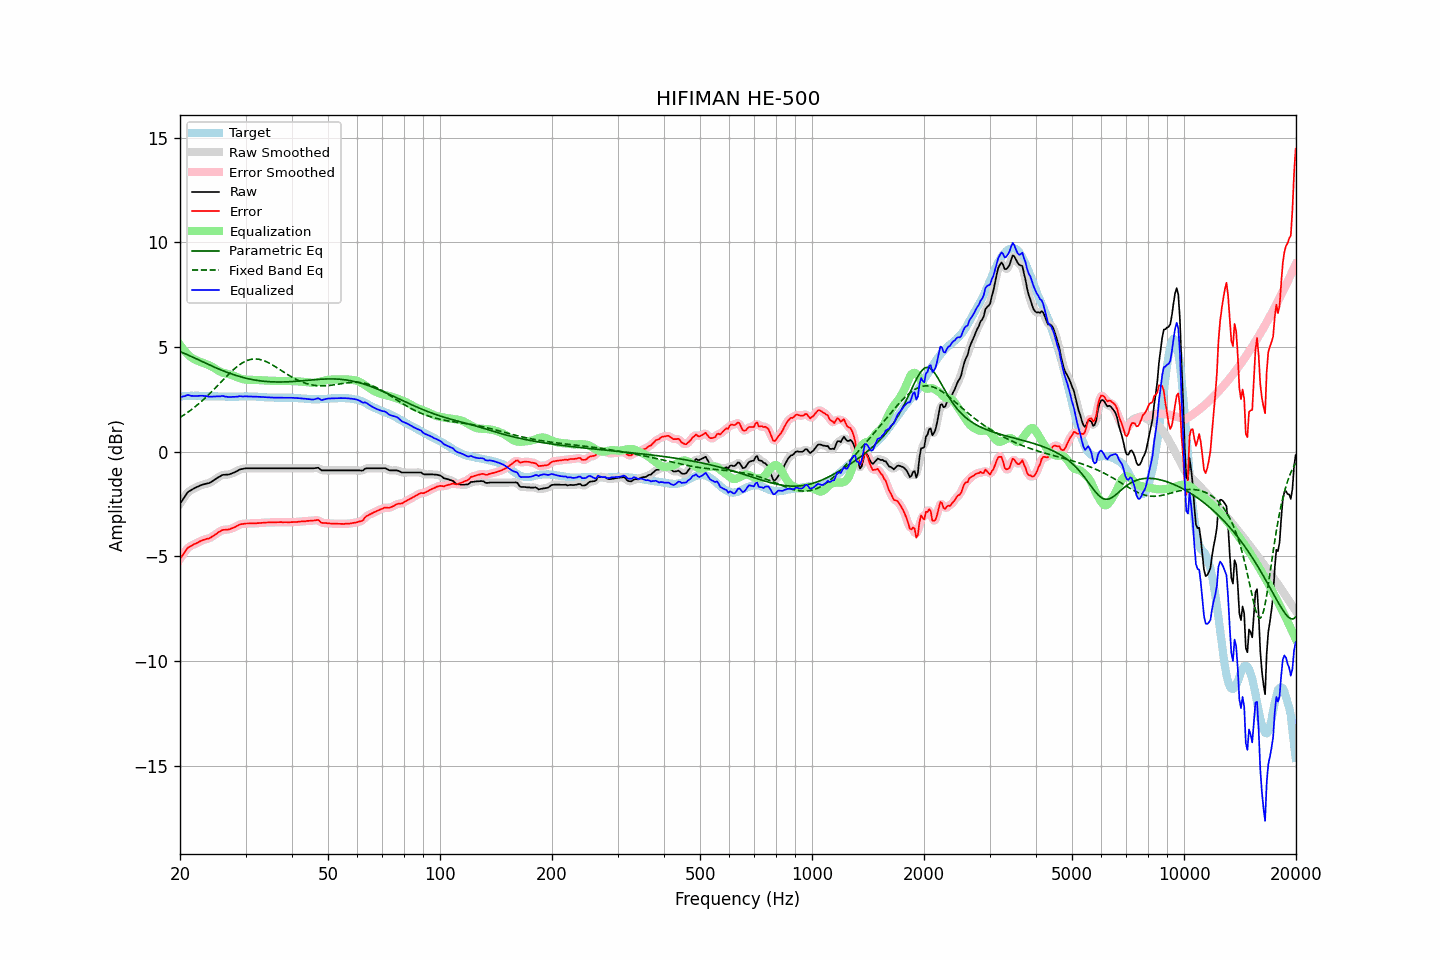 HIFIMAN HE-500
Target
Raw Smoothed
Error Smoothed
Raw
Error
Equalization
Parametric Eq
Fixed Band Eq
Equalized
Amplitude (dBr)
15
10
5
0
−5
−10
−15
20
50
100
200
500
1000
2000
5000
10000
20000
Frequency (Hz)